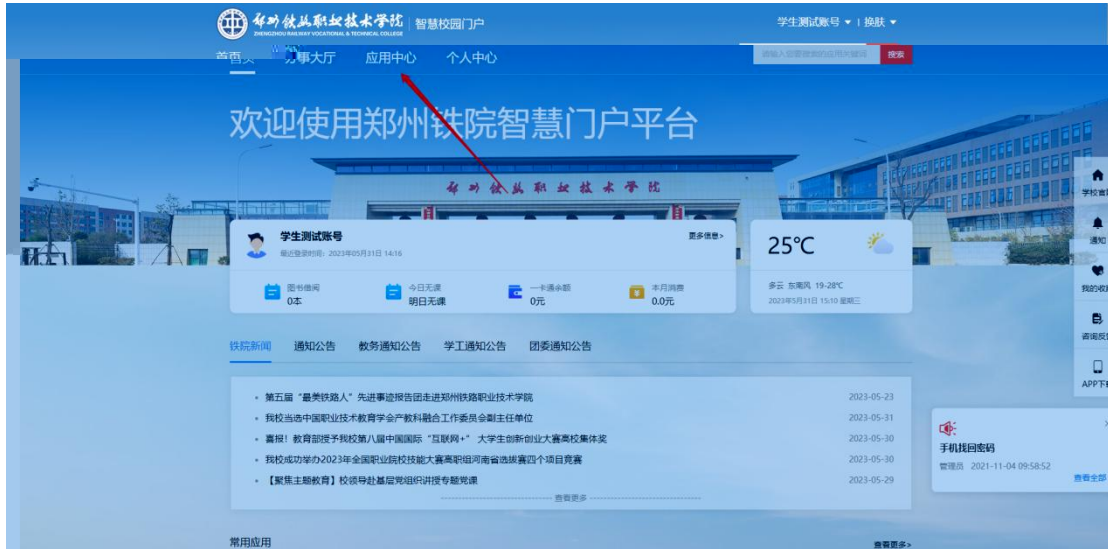 郑州铁路职业技术学院 智慧校园门户 学生测试账号 | 换肤
ZHENGZHOU RAILWAY VOCATIONAL & TECHNICAL COLLEGE
首页 办事大厅 应用中心 个人中心 请输入您要搜索的应用关键词 搜索
欢迎使用郑州铁院智慧门户平台
郑州铁路职业技术学院
学校官
学生测试账号 更多信息>
最近登录时间：2023年05月31日 14:16
25°C
通知
图书借阅 今日无课 一卡通余额 本月消费
0本 明日无课 0元 0.0元
多云 东南风 19-28°C
2023年5月31日 15:10 星期三
我的收
咨询反
铁院新闻 通知公告 教务通知公告 学工通知公告 团委通知公告
APP下
第五届“最美铁路人”先进事迹报告团走进郑州铁路职业技术学院 2023-05-23
我校当选中国职业技术教育学会产教科融合工作委员会副主任单位 2023-05-31
喜报！教育部授予我校第八届中国国际“互联网+”大学生创新创业大赛高校集体奖 2023-05-30
我校成功举办2023年全国职业院校技能大赛高职组河南省选拔赛四个项目竞赛 2023-05-30
【聚焦主题教育】校领导赴基层党组织讲授专题党课 2023-05-29
查看更多
手机找回密码
管理员 2021-11-04 09:58:52
查看全部
常用应用 查看更多>